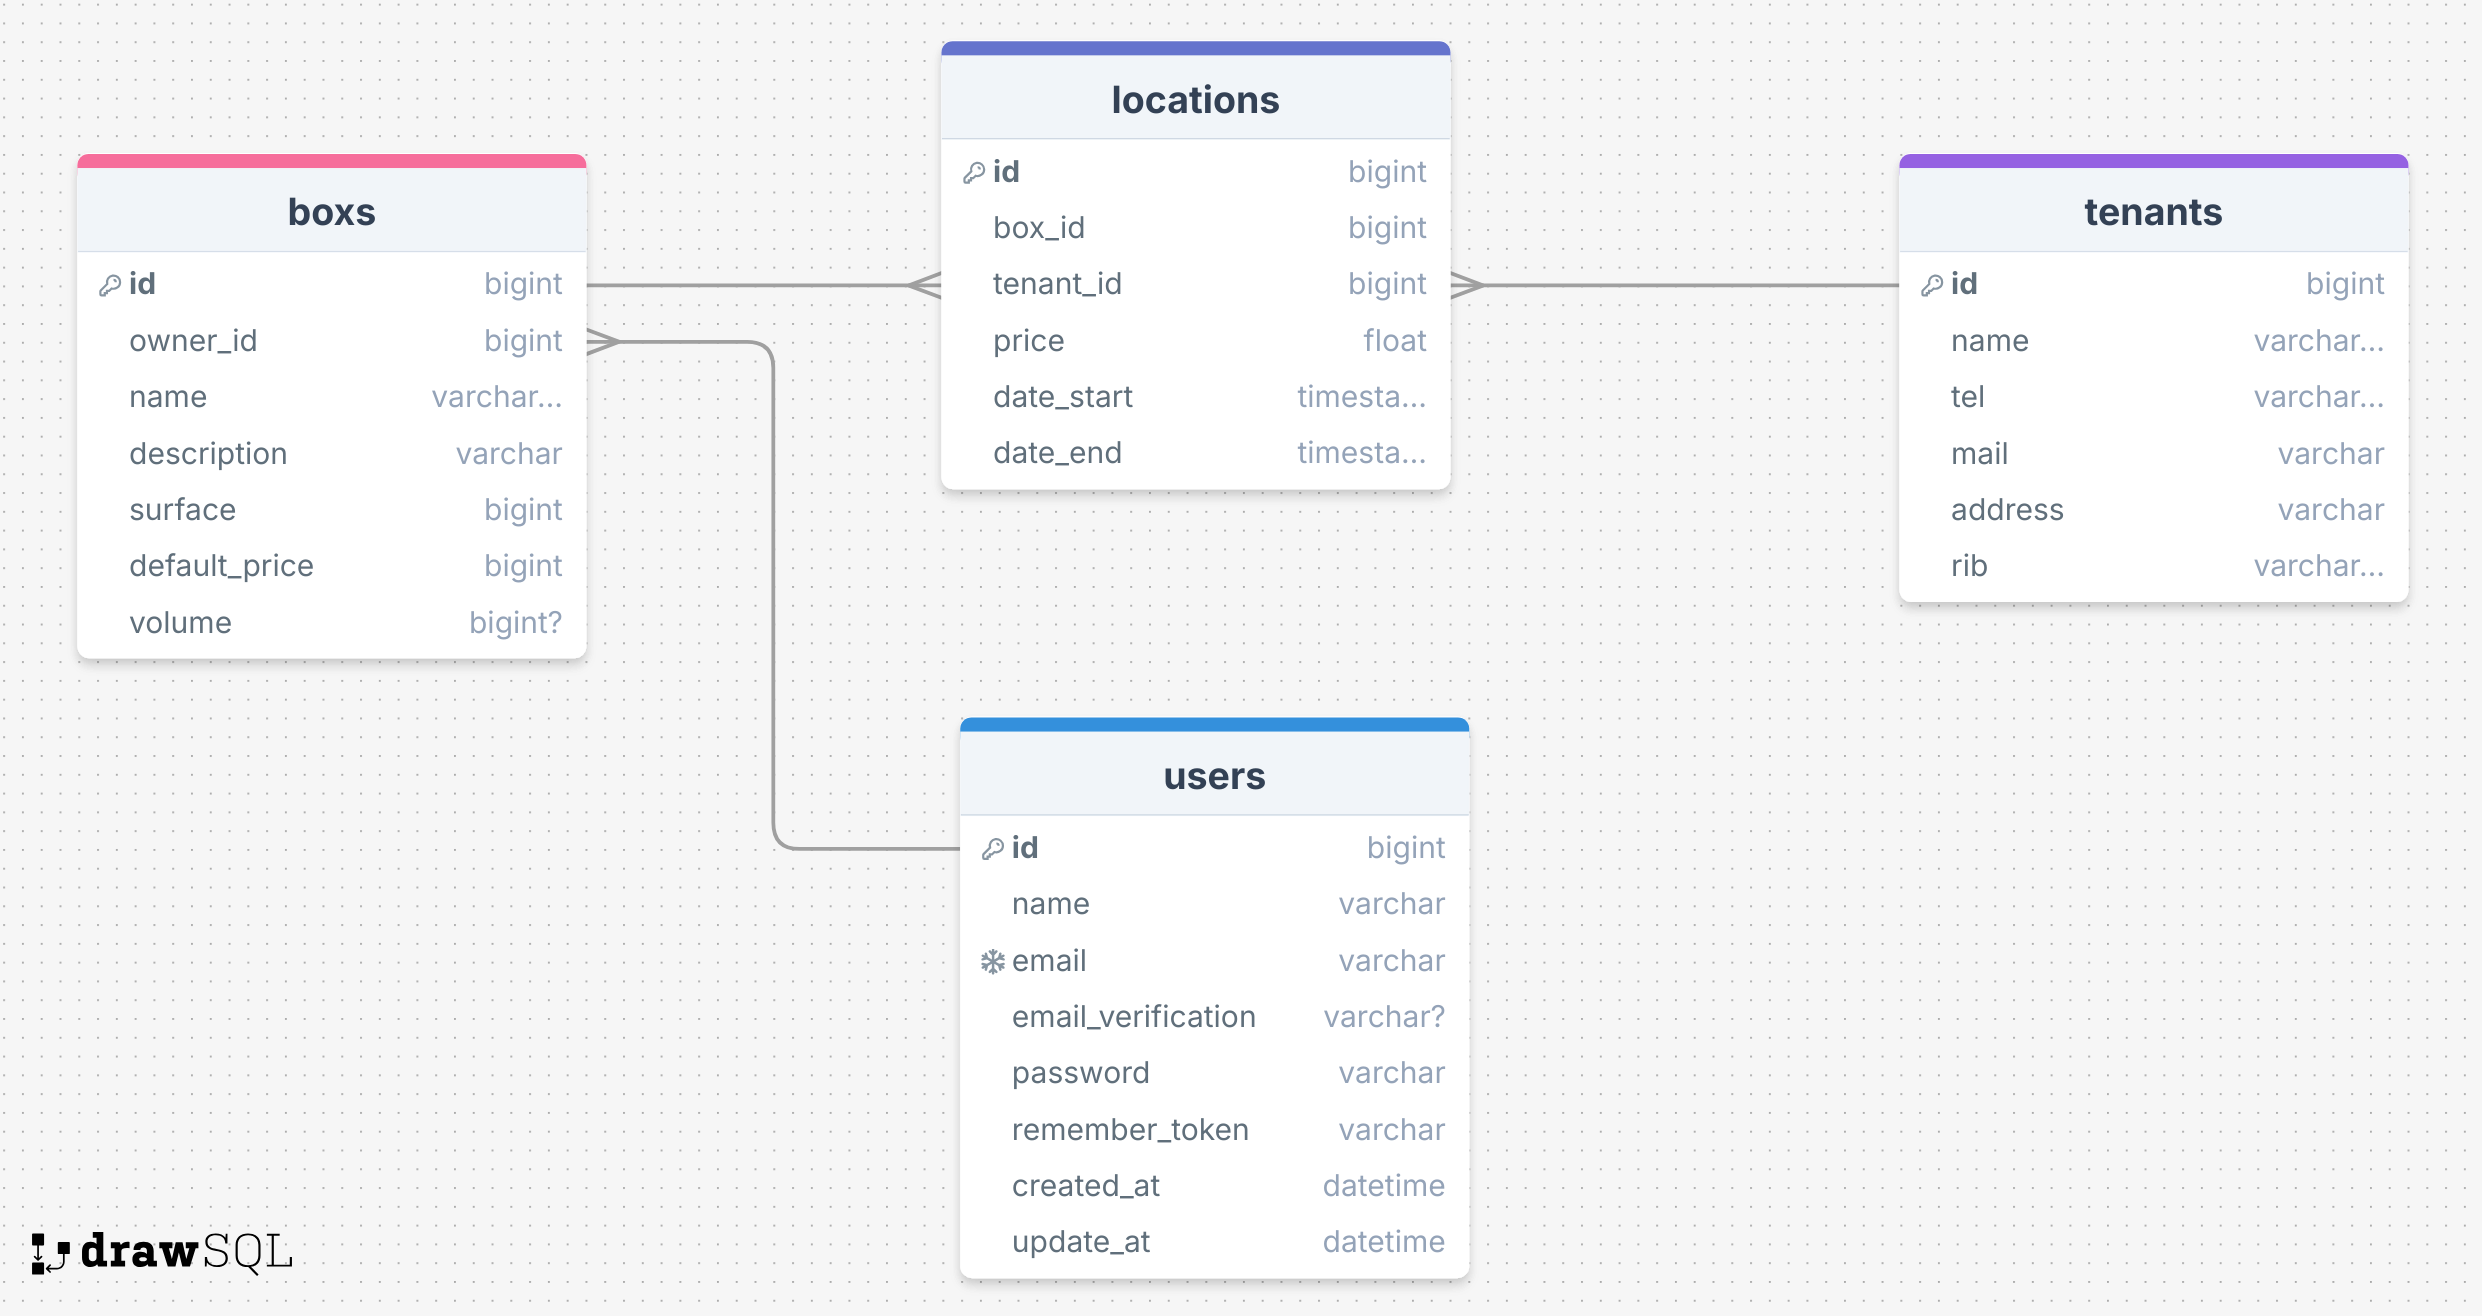 locations
id bigint
box_id bigint
tenant_id bigint
price float
date_start timesta...
date_end timesta...
boxs
id bigint
owner_id bigint
name varchar...
description varchar
surface bigint
default_price bigint
volume bigint?
tenants
id bigint
name varchar...
tel varchar...
mail varchar
address varchar
rib varchar...
users
id bigint
name varchar
email varchar
email_verification varchar?
password varchar
remember_token varchar
created_at datetime
update_at datetime
drawSQL